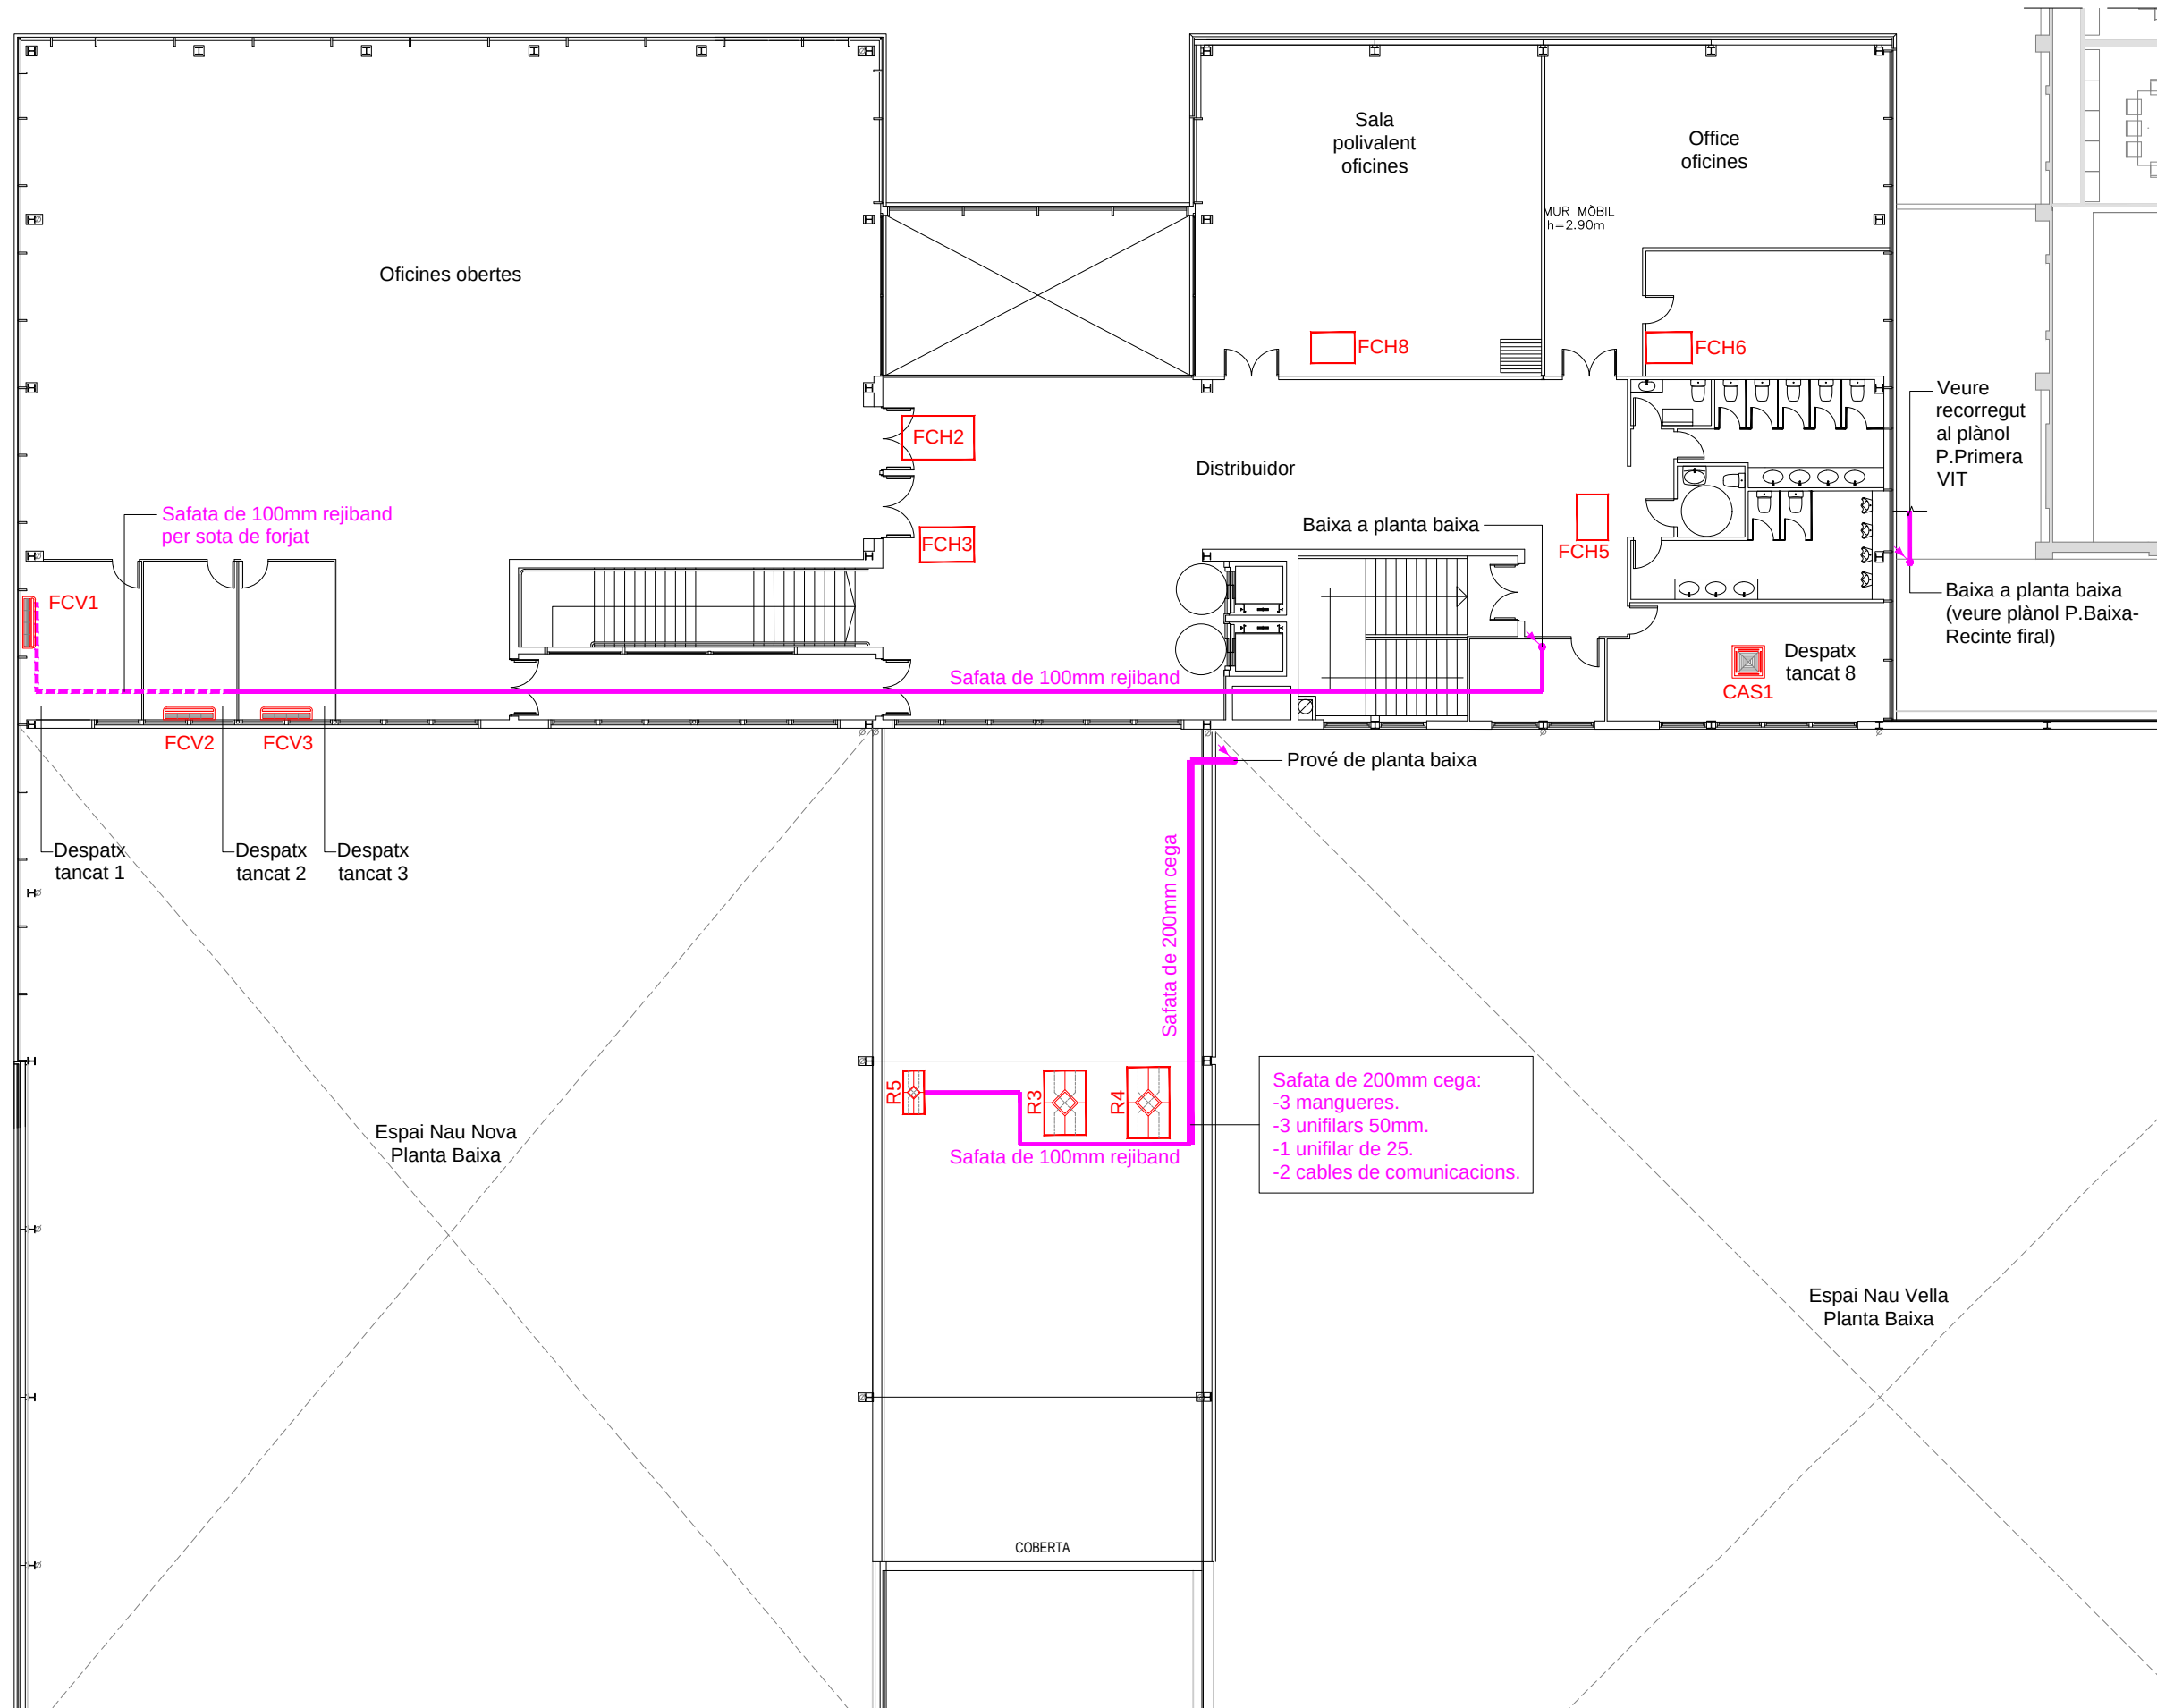 Sala
polivalent
oficines
Office
oficines
MUR MÒBIL
h=2.90m
Oficines obertes
FCH8
FCH6
Veure
recorregut
al plànol
P.Primera
VIT
FCH2
Distribuidor
Safata de 100mm rejiband
per sota de forjat
Baixa a planta baixa
FCH3
FCH5
FCV1
Baixa a planta baixa
(veure plànol P.Baixa-
Recinte firal)
Despatx
tancat 8
Safata de 100mm rejiband
CAS1
FCV2
FCV3
Prové de planta baixa
Despatx
tancat 1
Despatx
tancat 2
Despatx
tancat 3
Safata de 200mm cega
R5
R3
R4
Safata de 200mm cega:
-3 mangueres.
-3 unifilars 50mm.
-1 unifilar de 25.
-2 cables de comunicacions.
Safata de 100mm rejiband
Espai Nau Nova
Planta Baixa
Espai Nau Vella
Planta Baixa
COBERTA